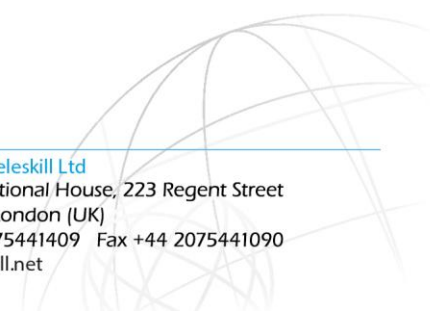 eleskill Ltd
tional House, 223 Regent Street
ondon (UK)
75441409 Fax +44 2075441090
ll.net